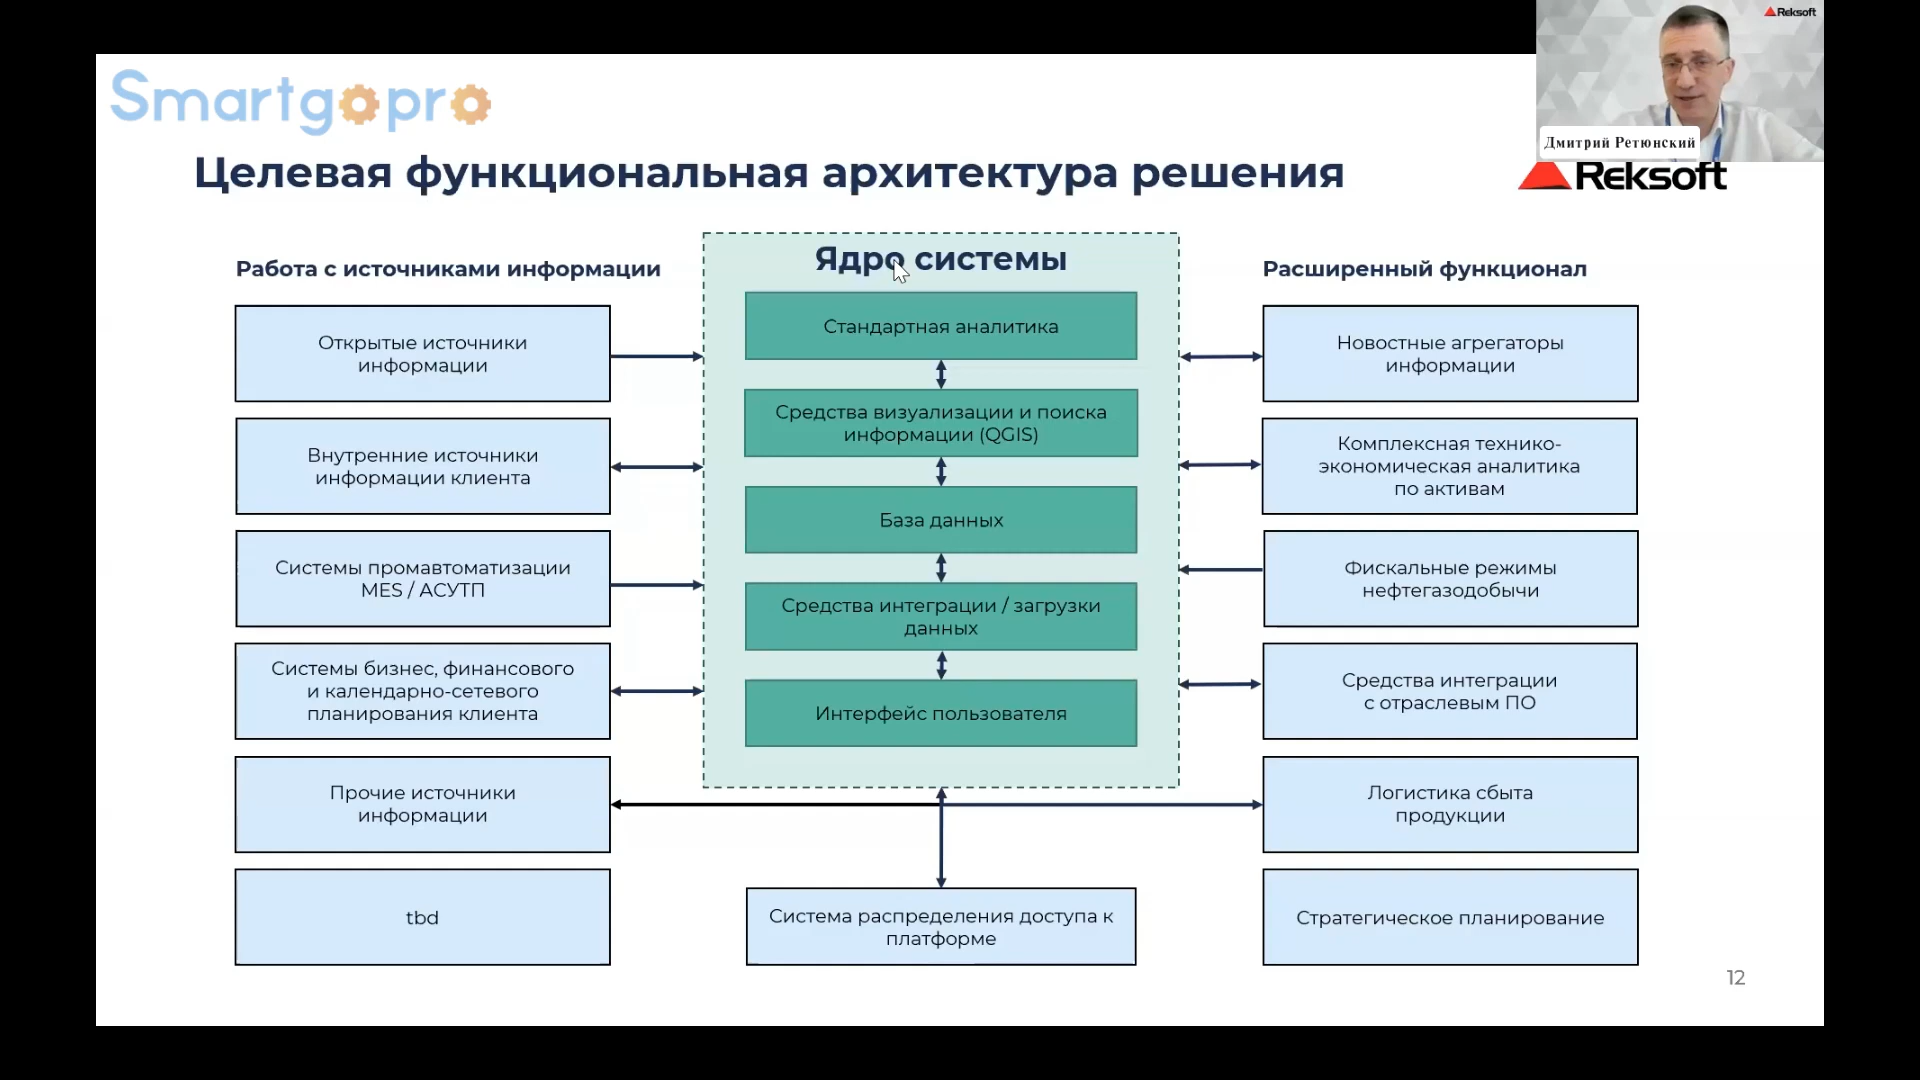 Reksoft
Smartgopro
Дмитрий Ретюнский
Целевая функциональная архитектура решения
Reksoft
Работа с источниками информации
Открытые источники
информации
Внутренние источники
информации клиента
Системы промавтоматизации
MES / АСУТП
Системы бизнес, финансового
и календарно-сетевого
планирования клиента
Прочие источники
информации
tbd
Ядро системы
Стандартная аналитика
Средства визуализации и поиска
информации (QGIS)
База данных
Средства интеграции / загрузки
данных
Интерфейс пользователя
Система распределения доступа к
платформе
Расширенный функционал
Новостные агрегаторы
информации
Комплексная технико-
экономическая аналитика
по активам
Фискальные режимы
нефтегазодобычи
Средства интеграции
с отраслевым ПО
Логистика сбыта
продукции
Стратегическое планирование
12